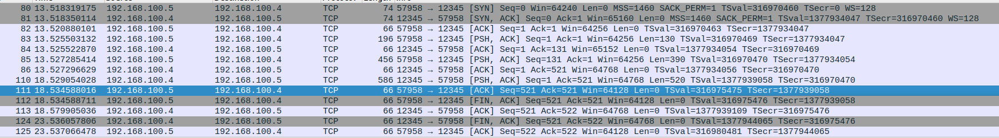 80 13.518319175 192.168.100.5 192.168.100.4 TCP 74 57958 → 12345 [SYN] Seq=0 Win=64240 Len=0 MSS=1460 SACK_PERM=1 TSval=316970460 TSecr=0 WS=128
81 13.518350114 192.168.100.4 192.168.100.5 TCP 74 12345 → 57958 [SYN, ACK] Seq=0 Ack=1 Win=65160 Len=0 MSS=1460 SACK_PERM=1 TSval=1377934047 TSecr=316970460 WS=128
82 13.520880101 192.168.100.5 192.168.100.4 TCP 66 57958 → 12345 [ACK] Seq=1 Ack=1 Win=64256 Len=0 TSval=316970463 TSecr=1377934047
83 13.525503132 192.168.100.5 192.168.100.4 TCP 196 57958 → 12345 [PSH, ACK] Seq=1 Ack=1 Win=64256 Len=130 TSval=316970469 TSecr=1377934047
84 13.525522870 192.168.100.4 192.168.100.5 TCP 66 12345 → 57958 [ACK] Seq=1 Ack=131 Win=65152 Len=0 TSval=1377934054 TSecr=316970469
85 13.527285414 192.168.100.5 192.168.100.4 TCP 456 57958 → 12345 [PSH, ACK] Seq=131 Ack=1 Win=64256 Len=390 TSval=316970470 TSecr=1377934054
86 13.527296629 192.168.100.4 192.168.100.5 TCP 66 12345 → 57958 [ACK] Seq=1 Ack=521 Win=64768 Len=0 TSval=1377934056 TSecr=316970470
110 18.529054028 192.168.100.4 192.168.100.5 TCP 586 12345 → 57958 [PSH, ACK] Seq=1 Ack=521 Win=64768 Len=520 TSval=1377939058 TSecr=316970470
111 18.534588016 192.168.100.5 192.168.100.4 TCP 66 57958 → 12345 [ACK] Seq=521 Ack=521 Win=64128 Len=0 TSval=316975475 TSecr=1377939058
112 18.534588711 192.168.100.5 192.168.100.4 TCP 66 57958 → 12345 [FIN, ACK] Seq=521 Ack=521 Win=64128 Len=0 TSval=316975476 TSecr=1377939058
113 18.579905036 192.168.100.4 192.168.100.5 TCP 66 12345 → 57958 [ACK] Seq=521 Ack=522 Win=64768 Len=0 TSval=1377939109 TSecr=316975476
124 23.536057806 192.168.100.4 192.168.100.5 TCP 66 12345 → 57958 [FIN, ACK] Seq=521 Ack=522 Win=64768 Len=0 TSval=1377944065 TSecr=316975476
125 23.537066478 192.168.100.5 192.168.100.4 TCP 66 57958 → 12345 [ACK] Seq=522 Ack=522 Win=64128 Len=0 TSval=316980481 TSecr=1377944065